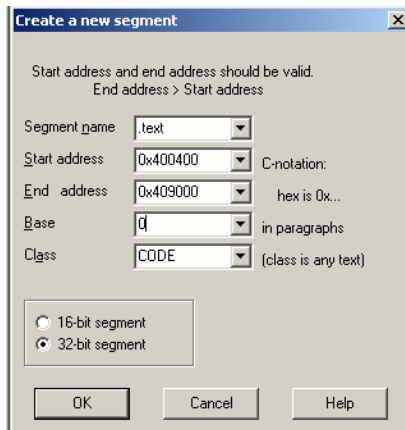 Create a new segment
Start address and end address should be valid.
End address > Start address
Segment name .text
Start address 0x400400 C-notation:
End address 0x409000 hex is 0x...
Base 0 in paragraphs
Class CODE (class is any text)
16-bit segment
32-bit segment
OK Cancel Help